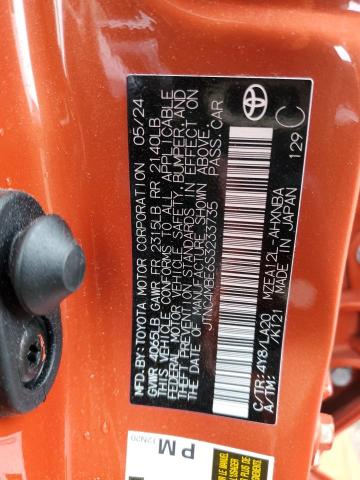 MFD.BY:TOYOTA MOTOR CORPORATION 05/24
GVWR 4065LB GAWR FR 2315LB RR 2140LB
THIS VEHICLE CONFORMS TO ALL APPLICABLE
FEDERAL MOTOR VEHICLE SAFETY, BUMPER, AND
THEFT PREVENTION STANDARDS IN EFFECT ON
THE DATE OF MANUFACTURE SHOWN ABOVE.
JTNC4MBE6S3233735 PASS.CAR
C/TR:4Y8/LA20 MZEA12L-AHXNBA
A/TM: /K121 MADE IN JAPAN 129 C
TOYOTA
PM